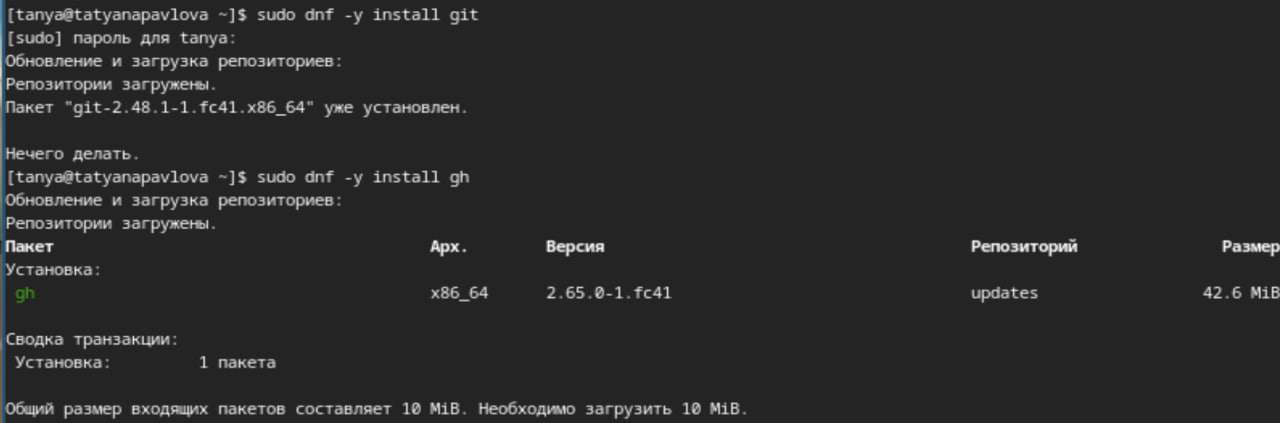 [tanya@tatyanapavlova ~]$ sudo dnf -y install git
[sudo] пароль для tanya:
Обновление и загрузка репозиториев:
Репозитории загружены.
Пакет "git-2.48.1-1.fc41.x86_64" уже установлен.
Нечего делать.
[tanya@tatyanapavlova ~]$ sudo dnf -y install gh
Обновление и загрузка репозиториев:
Репозитории загружены.
Пакет Арх. Версия Репозиторий Размер
Установка:
gh x86_64 2.65.0-1.fc41 updates 42.6 MiB
Сводка транзакции:
Установка: 1 пакета
Общий размер входящих пакетов составляет 10 MiB. Необходимо загрузить 10 MiB.